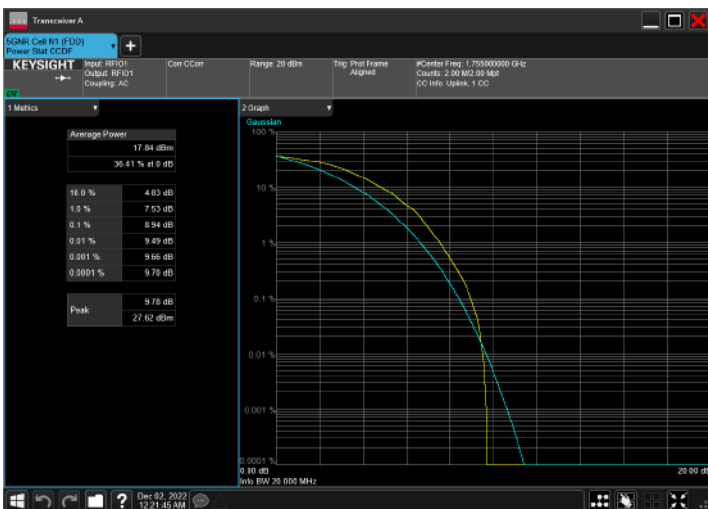 Transceiver A
5GNR Cell N1 (FDD)
Power Stat CCDF
KEYSIGHT
Input: RFIO1
Output: RFIO1
Coupling: AC
Corr CCorr
Range: 20 dBm
Trig: Prot Frame
Aligned
#Center Freq: 1.755000000 GHz
Counts: 2.00 M/2.00 Mpt
CC Info: Uplink, 1 CC
1 Metrics
Average Power
17.84 dBm
36.41 % at 0 dB
10.0 % 4.83 dB
1.0 % 7.53 dB
0.1 % 8.94 dB
0.01 % 9.49 dB
0.001 % 9.66 dB
0.0001 % 9.70 dB
Peak 9.78 dB
27.62 dBm
2 Graph
Gaussian
100 %
10 %
1 %
0.1 %
0.01 %
0.001 %
0.0001 %
0.00 dB
20.00 dB
Info BW 20.000 MHz
Dec 02, 2022
12:21:45 AM